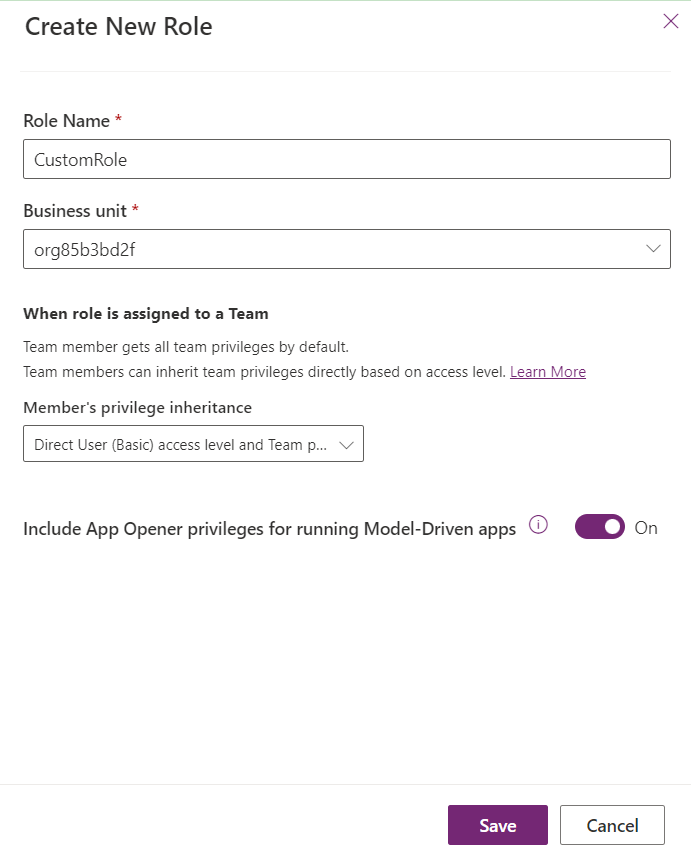 Create New Role
Role Name *
CustomRole
Business unit *
org85b3bd2f
When role is assigned to a Team
Team member gets all team privileges by default.
Team members can inherit team privileges directly based on access level. Learn More
Member's privilege inheritance
Direct User (Basic) access level and Team p...
Include App Opener privileges for running Model-Driven apps On
Save Cancel